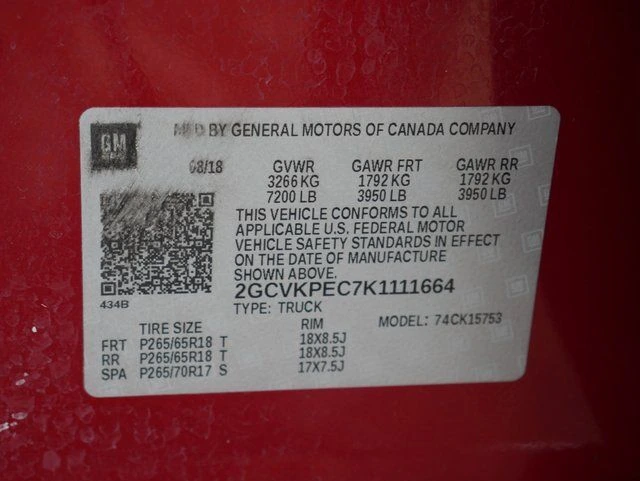 GM
MFD BY GENERAL MOTORS OF CANADA COMPANY
08/18 GVWR GAWR FRT GAWR RR
3266 KG 1792 KG 1792 KG
7200 LB 3950 LB 3950 LB
THIS VEHICLE CONFORMS TO ALL
APPLICABLE U.S. FEDERAL MOTOR
VEHICLE SAFETY STANDARDS IN EFFECT
ON THE DATE OF MANUFACTURE
SHOWN ABOVE.
434B
2GCVKPEC7K1111664
TYPE: TRUCK
TIRE SIZE RIM MODEL: 74CK15753
FRT P265/65R18 T 18X8.5J
RR P265/65R18 T 18X8.5J
SPA P265/70R17 S 17X7.5J